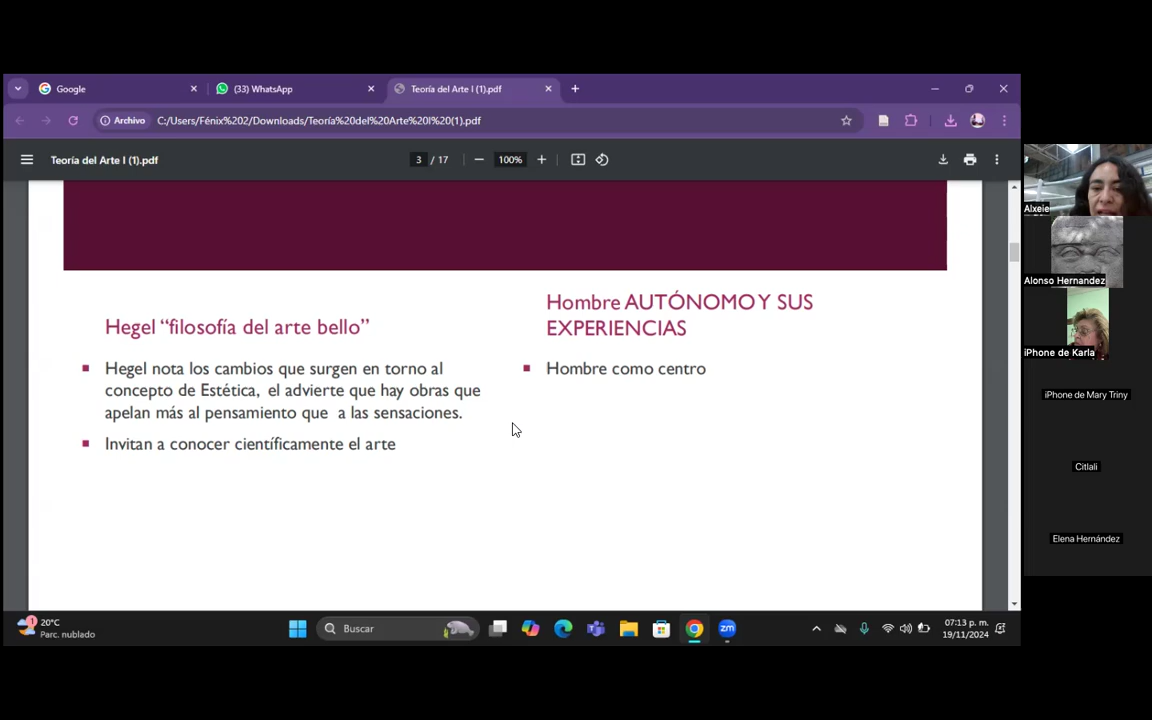 Google
(33) WhatsApp
Teoría del Arte I (1).pdf
Archivo
C:/Users/Fénix%202/Downloads/Teoría%20del%20Arte%20I%20(1).pdf
Teoría del Arte I (1).pdf
3 / 17
100%
Hegel “filosofía del arte bello”
Hegel nota los cambios que surgen en torno al
concepto de Estética, el advierte que hay obras que
apelan más al pensamiento que a las sensaciones.
Invitan a conocer científicamente el arte
Hombre AUTÓNOMO Y SUS
EXPERIENCIAS
Hombre como centro
Alxeie
Alonso Hernandez
iPhone de Karla
iPhone de Mary Triny
Citlali
Elena Hernández
1
20°C
Parc. nublado
Buscar
zm
07:13 p. m.
19/11/2024